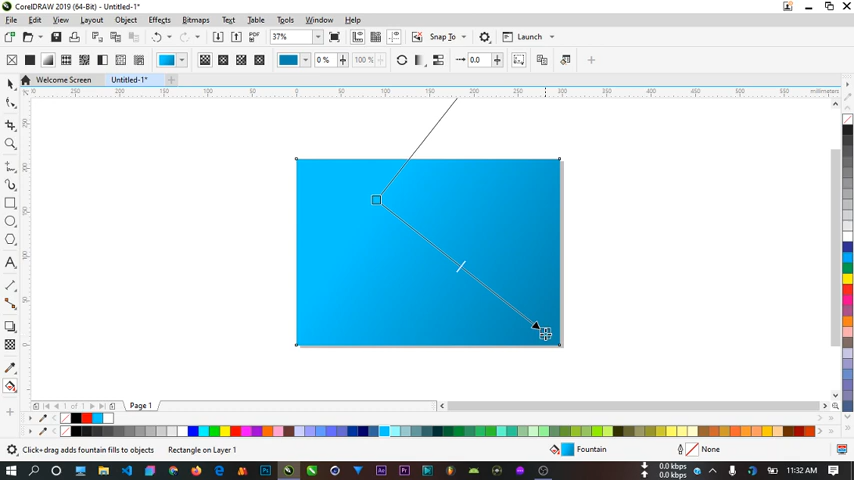 CorelDRAW 2019 (64-Bit) - Untitled-1*
File Edit View Layout Object Effects Bitmaps Text Table Tools Window Help
PDF 37% Snap To Launch
0 % 100 % 0.0
Welcome Screen Untitled-1*
250 200 150 100 50 0 50 100 150 200 250 300 350 400 450 500 550 millimeters
1 of 1 Page 1
Click+drag adds fountain fills to objects Rectangle on Layer 1 Fountain None
0.0 kbps
0.0 kbps
11:32 AM